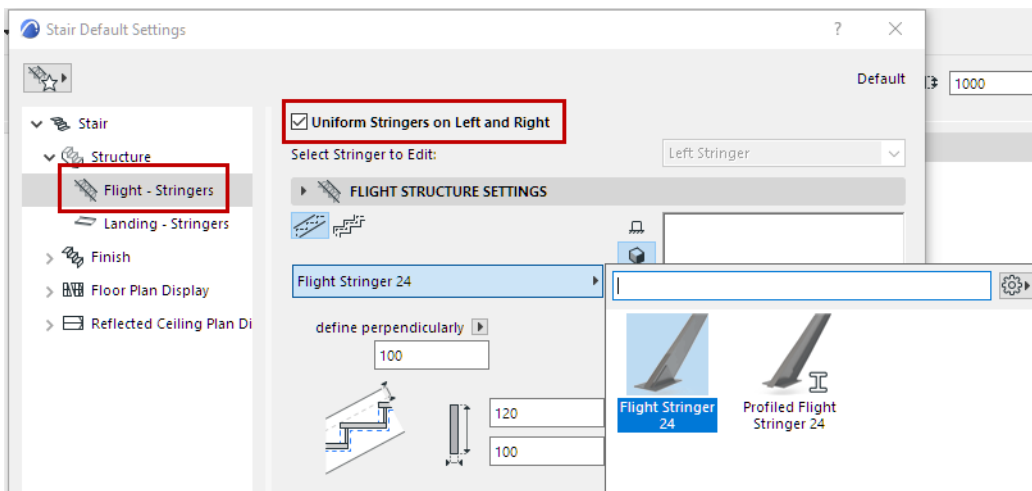 Stair Default Settings
?
Default
1000
Stair
Structure
Flight - Stringers
Landing - Stringers
Finish
Floor Plan Display
Reflected Ceiling Plan Di
Uniform Stringers on Left and Right
Select Stringer to Edit:
Left Stringer
FLIGHT STRUCTURE SETTINGS
Flight Stringer 24
define perpendicularly
100
120
100
Flight Stringer
24
Profiled Flight
Stringer 24